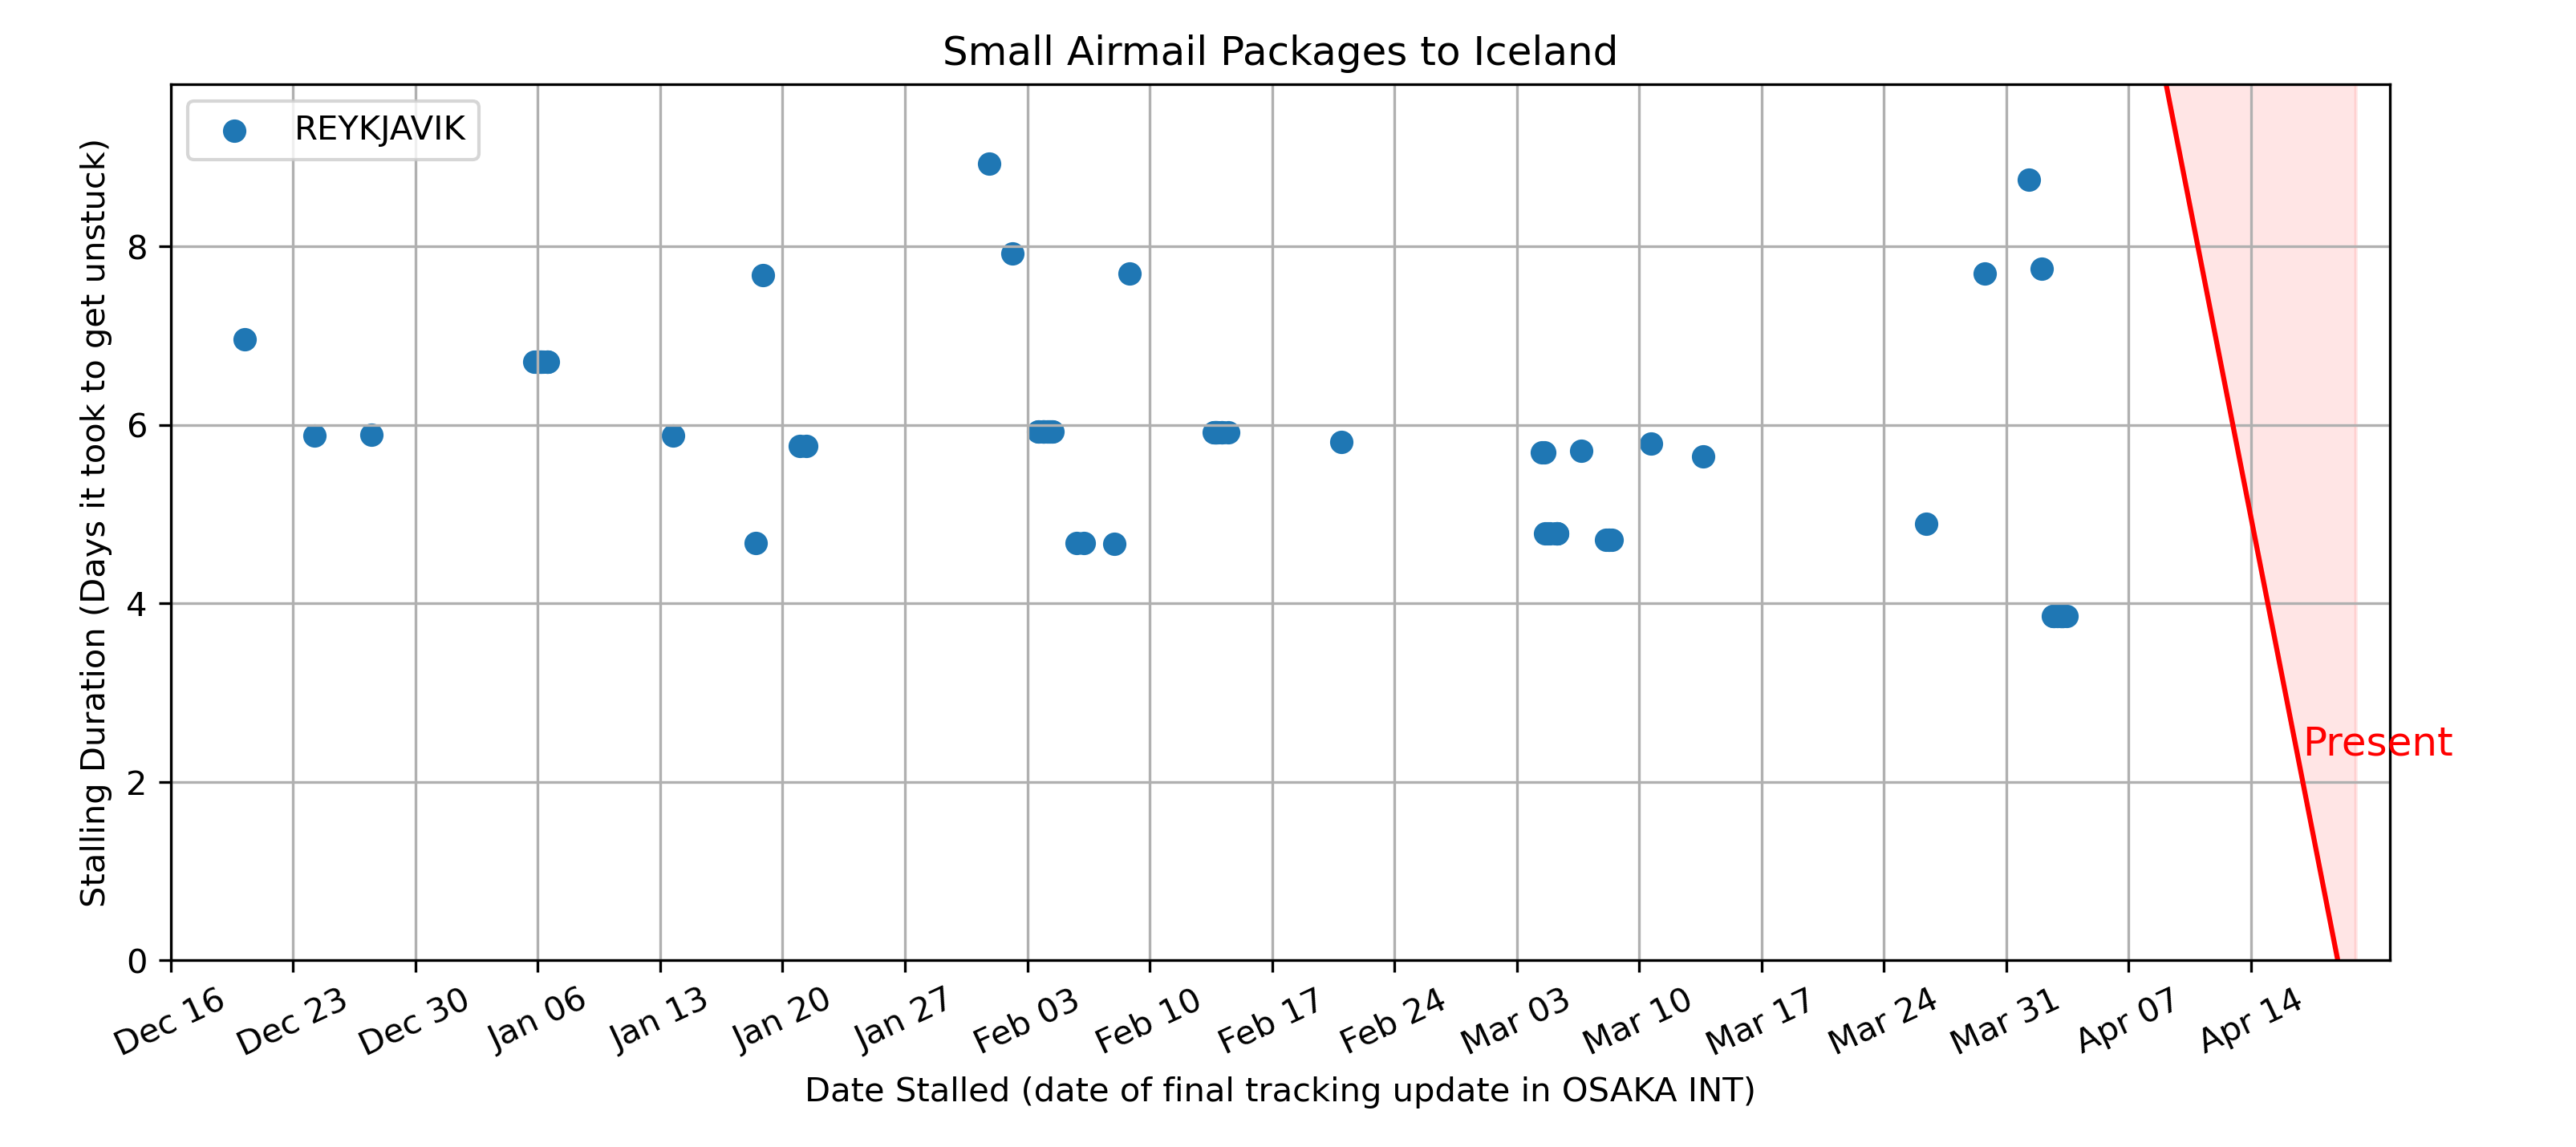 Small Airmail Packages to Iceland
REYKJAVIK
Stalling Duration (Days it took to get unstuck)
8
6
4
2
0
Present
Dec 16
Dec 23
Dec 30
Jan 06
Jan 13
Jan 20
Jan 27
Feb 03
Feb 10
Feb 17
Feb 24
Mar 03
Mar 10
Mar 17
Mar 24
Mar 31
Apr 07
Apr 14
Date Stalled (date of final tracking update in OSAKA INT)